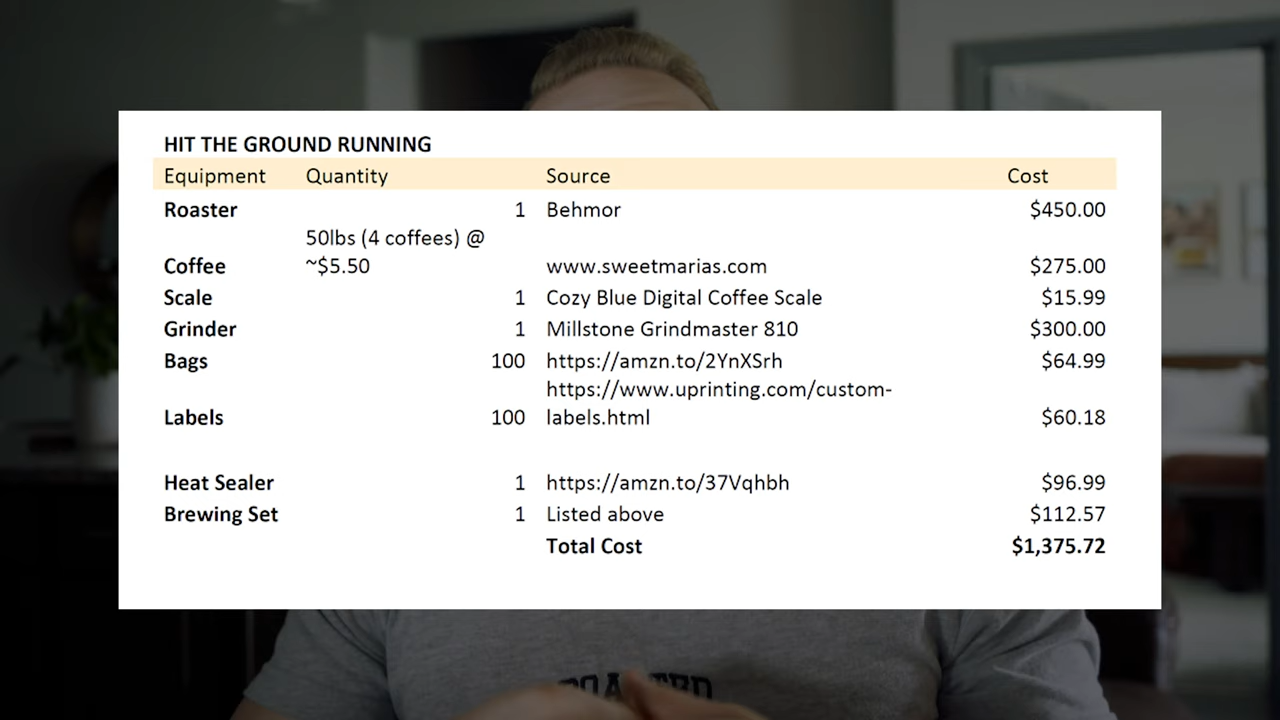 HIT THE GROUND RUNNING
Equipment Quantity Source Cost
Roaster 1 Behmor $450.00
50lbs (4 coffees) @
Coffee ~$5.50 www.sweetmarias.com $275.00
Scale 1 Cozy Blue Digital Coffee Scale $15.99
Grinder 1 Millstone Grindmaster 810 $300.00
Bags 100 https://amzn.to/2YnXSrh $64.99
https://www.uprinting.com/custom-
Labels 100 labels.html $60.18
Heat Sealer 1 https://amzn.to/37Vqhbh $96.99
Brewing Set 1 Listed above $112.57
Total Cost $1,375.72